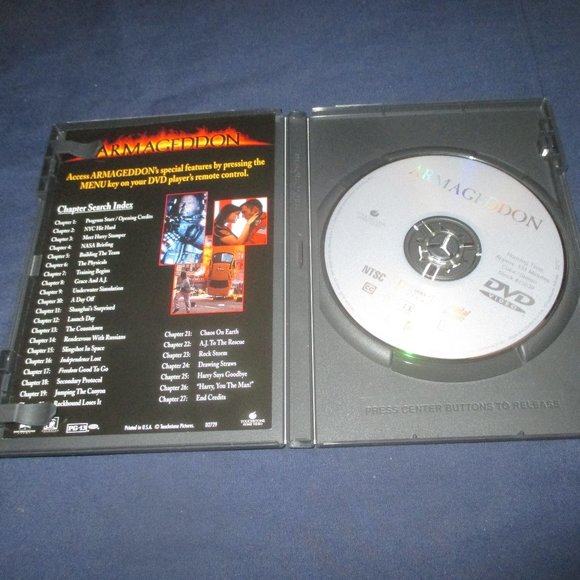 ARMAGEDDON
Access ARMAGEDDON's special features by pressing the
MENU key on your DVD player's remote control.
Chapter Search Index
Chapter 1: Program Start / Opening Credits
Chapter 2: NYC Hit Hard
Chapter 3: Meet Harry Stamper
Chapter 4: NASA Briefing
Chapter 5: Building The Team
Chapter 6: The Physicals
Chapter 7: Training Begins
Chapter 8: Grace And A.J.
Chapter 9: Underwater Simulation
Chapter 10: A Day Off
Chapter 11: Shanghai's Surprised
Chapter 12: Launch Day
Chapter 13: The Countdown
Chapter 14: Rendezvous With Russians
Chapter 15: Slingshot In Space
Chapter 16: Independence Lost
Chapter 17: Freedom Good To Go
Chapter 18: Secondary Protocol
Chapter 19: Jumping The Canyon
Rockhound Loses It
Chapter 21: Chaos On Earth
Chapter 22: A.J. To The Rescue
Chapter 23: Rock Storm
Chapter 24: Drawing Straws
Chapter 25: Harry Says Goodbye
Chapter 26: "Harry, You The Man!"
Chapter 27: End Credits
PG-13
Printed in U.S.A. © Touchstone Pictures D2729
TOUCHSTONE
HOME VIDEO
ARMAGEDDON
NTSC
DVD
VIDEO
PRESS CENTER BUTTONS TO RELEASE